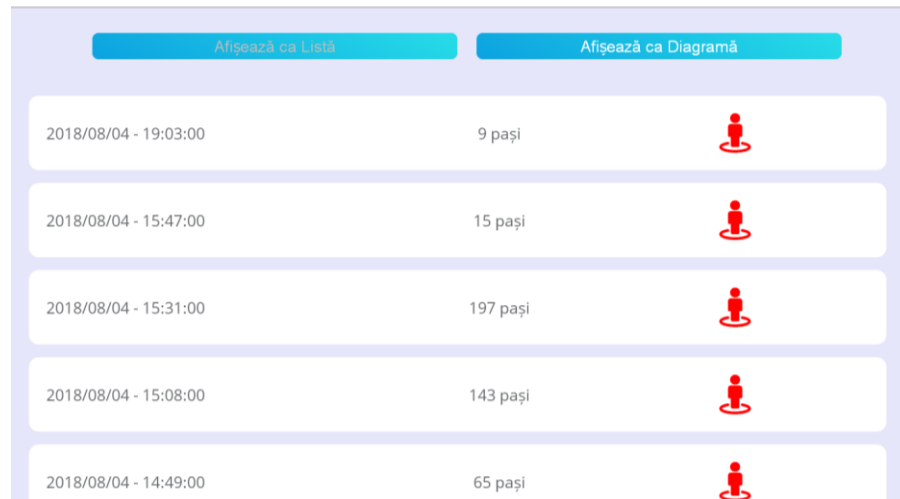 Afișează ca Listă
Afișează ca Diagramă
2018/08/04 - 19:03:00 9 pași
2018/08/04 - 15:47:00 15 pași
2018/08/04 - 15:31:00 197 pași
2018/08/04 - 15:08:00 143 pași
2018/08/04 - 14:49:00 65 pași